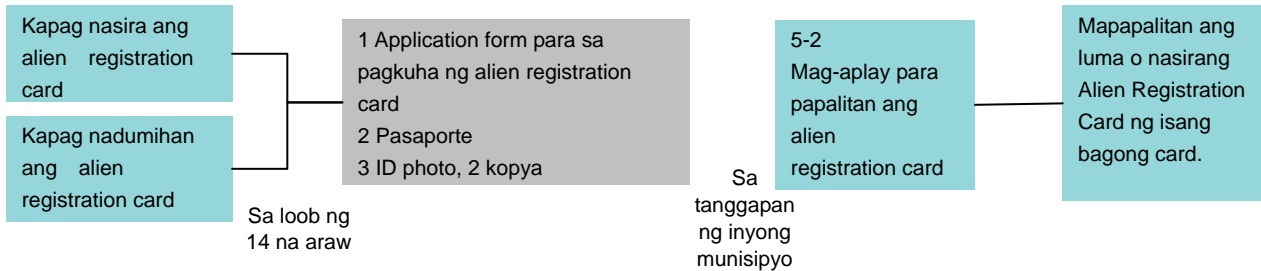 Kapag nasira ang
alien registration
card
Kapag nadumihan
ang alien
registration card
Sa loob ng
14 na araw
1 Application form para sa
pagkuha ng alien registration
card
2 Pasaporte
3 ID photo, 2 kopya
Sa
tanggapan
ng inyong
munisipyo
5-2
Mag-aplay para
papalitan ang
alien
registration card
Mapapalitan ang
luma o nasirang
Alien Registration
Card ng isang
bagong card.